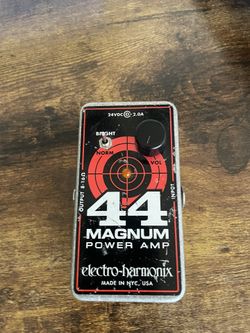 24VDC 2.0A
BRIGHT
NORM
VOL
OUTPUT 8-16Ω
INPUT
44
MAGNUM
POWER AMP
electro-harmonix
MADE IN NYC, USA